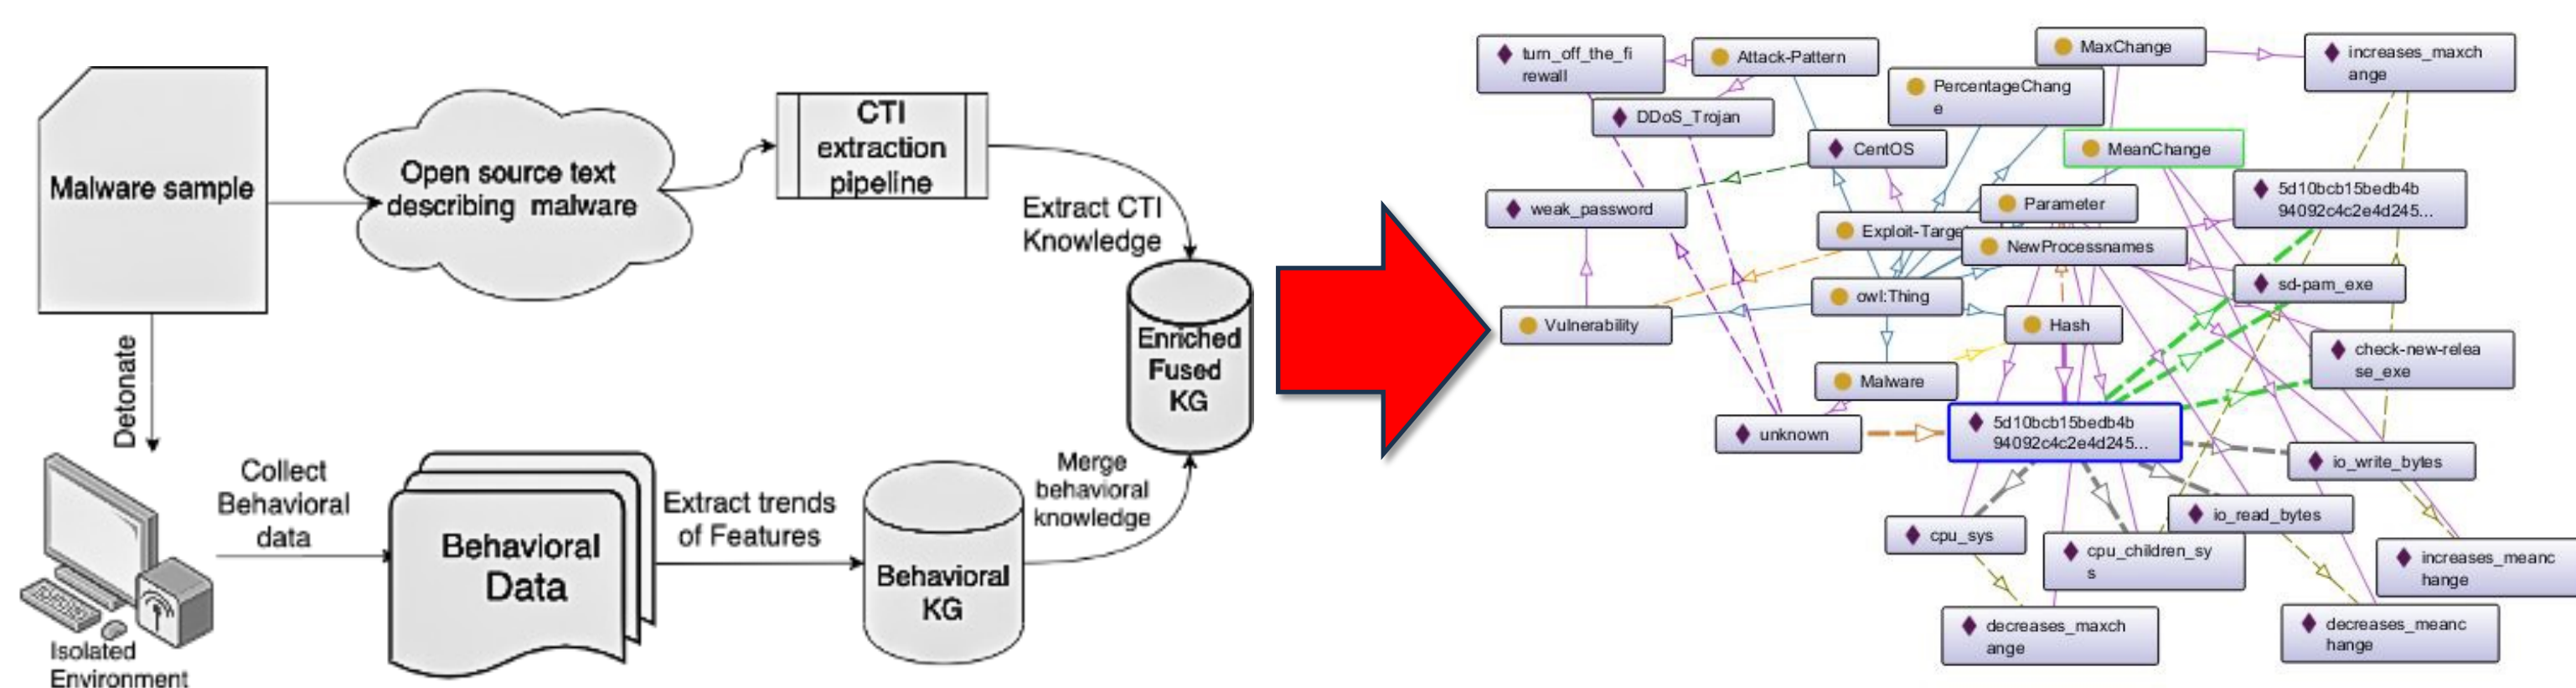 Malware sample
Open source text
describing malware
CTI
extraction
pipeline
Extract CTI
Knowledge
Enriched
Fused
KG
Detonate
Isolated
Environment
Collect
Behavioral
data
Behavioral
Data
Extract trends
of Features
Behavioral
KG
Merge
behavioral
knowledge
turn_off_the_fi
rewall
Attack-Pattern
MaxChange
increases_maxch
ange
PercentageChang
e
DDoS_Trojan
CentOS
MeanChange
weak_password
Parameter
5d10bcb15bedb4b
94092c4c2e4d245...
Exploit-Targe
NewProcessnames
sd-pam_exe
owl:Thing
Vulnerability
Hash
check-new-relea
se_exe
Malware
unknown
5d10bcb15bedb4b
94092c4c2e4d245...
io_write_bytes
io_read_bytes
cpu_sys
cpu_children_sy
s
increases_meanc
hange
decreases_maxch
ange
decreases_meanc
hange